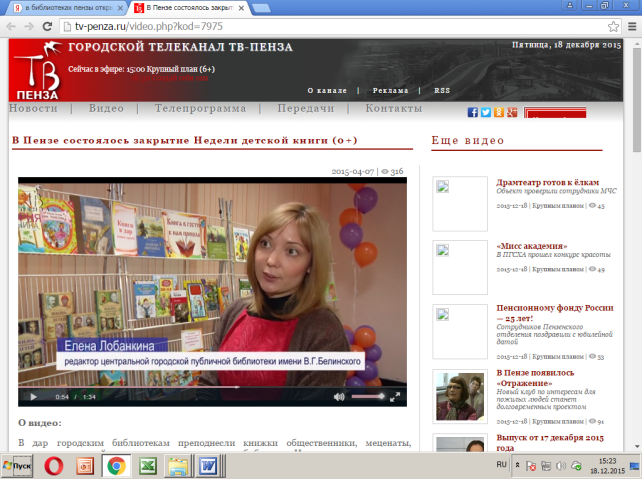 в библиотеках пензы откры
В Пензе состоялось закрыт
tv-penza.ru/video.php?kod=7975
ТВ
ПЕНЗА
ГОРОДСКОЙ ТЕЛЕКАНАЛ ТВ-ПЕНЗА
Пятница, 18 декабря 2015
Сейчас в эфире: 15:00 Крупный план (6+)
О канале | Реклама | RSS
Новости | Видео | Телепрограмма | Передачи | Контакты
В Пензе состоялось закрытие Недели детской книги (0+)
2015-04-07 | 316
Елена Лобанкина
редактор центральной городской публичной библиотеки имени В.Г.Белинского
0:54 / 1:34
О видео:
В дар городским библиотекам преподнесли книжки общественники, меценаты,
Еще видео
Драмтеатр готов к ёлкам
Объект проверили сотрудники МЧС
2015-12-18 | Крупным планом | 45
«Мисс академия»
В ПГСХА прошел конкурс красоты
2015-12-18 | Крупным планом | 49
Пенсионному фонду России
— 25 лет!
Сотрудников Пензенского
отделения поздравили с юбилейной
датой
2015-12-18 | Крупным планом | 53
В Пензе появилось
«Отражение»
Новый клуб по интересам для
пожилых людей станет
долговременным проектом
2015-12-18 | Крупным планом | 91
Выпуск от 17 декабря 2015
года
Пуск
RU
15:23
18.12.2015